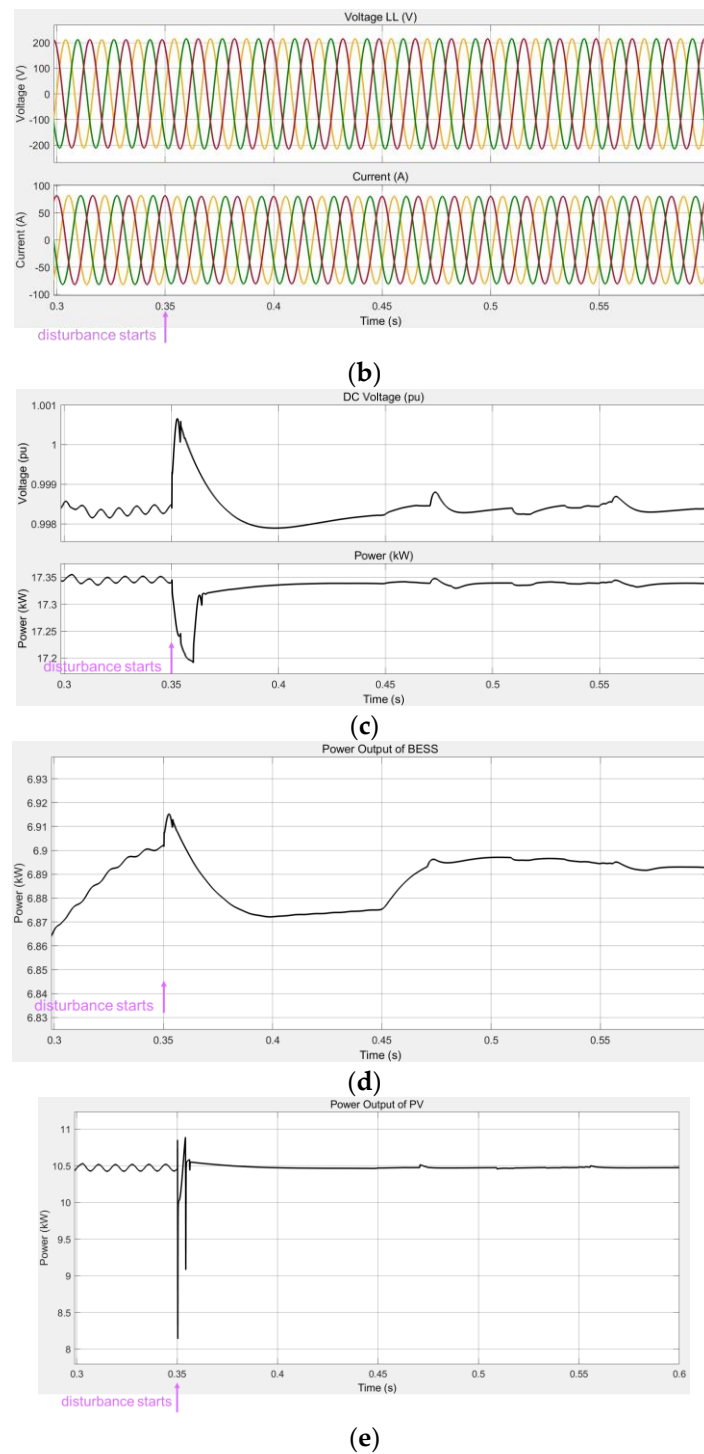 Voltage LL (V)
200
100
0
-100
-200
Voltage (V)
Current (A)
100
50
0
-50
-100
Current (A)
0.3 0.35 0.4 0.45 0.5 0.55
Time (s)
disturbance starts
(b)
DC Voltage (pu)
1.001
1
0.999
0.998
Voltage (pu)
Power (kW)
17.35
17.3
17.25
17.2
Power (kW)
disturbance starts
0.3 0.35 0.4 0.45 0.5 0.55
Time (s)
(c)
Power Output of BESS
6.93
6.92
6.91
6.9
6.89
6.88
6.87
6.86
6.85
6.84
6.83
Power (kW)
disturbance starts
0.3 0.35 0.4 0.45 0.5 0.55
Time (s)
(d)
Power Output of PV
11
10.5
10
9.5
9
8.5
8
Power (kW)
0.3 0.35 0.4 0.45 0.5 0.55 0.6
Time (s)
disturbance starts
(e)